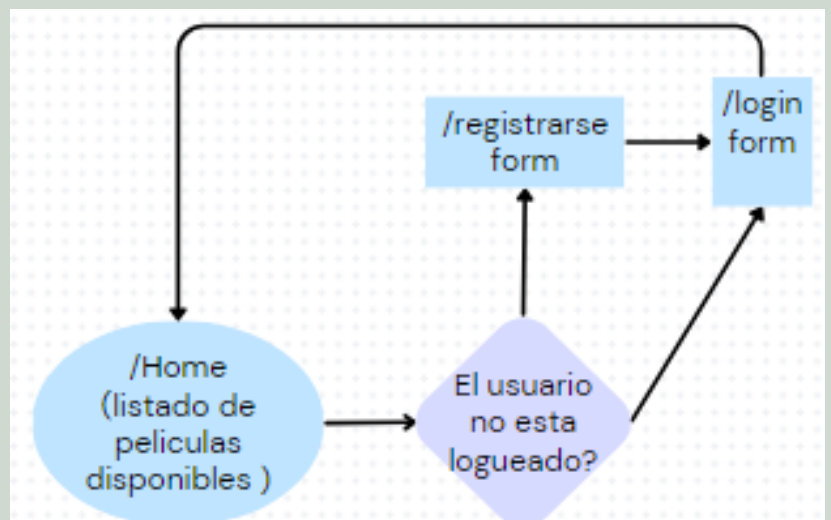 /registrarse
form
/login
form
/Home
(listado de
peliculas
disponibles )
El usuario
no esta
logueado?